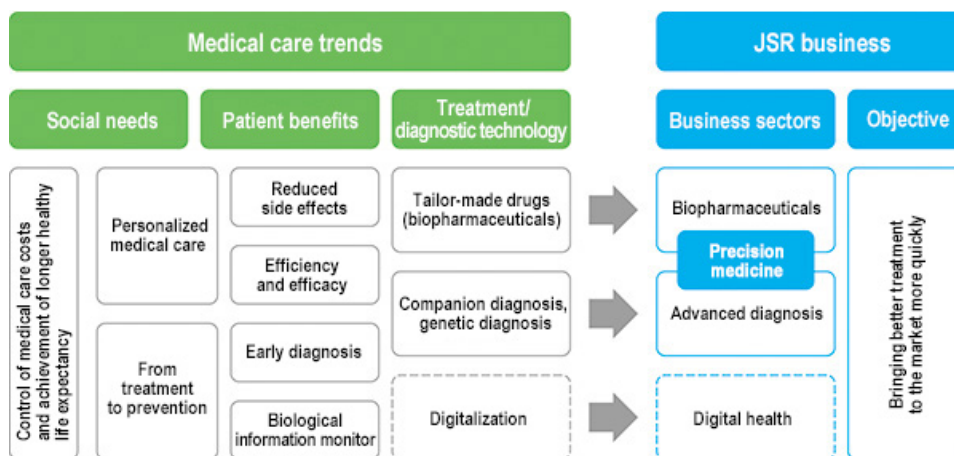 Medical care trends
JSR business
Social needs
Patient benefits
Treatment/
diagnostic technology
Business sectors
Objective
Control of medical care costs
and achievement of longer healthy
life expectancy
Personalized
medical care
From
treatment
to prevention
Reduced
side effects
Efficiency
and efficacy
Early diagnosis
Biological
information monitor
Tailor-made drugs
(biopharmaceuticals)
Companion diagnosis,
genetic diagnosis
Digitalization
Biopharmaceuticals
Precision
medicine
Advanced diagnosis
Digital health
Bringing better treatment
to the market more quickly